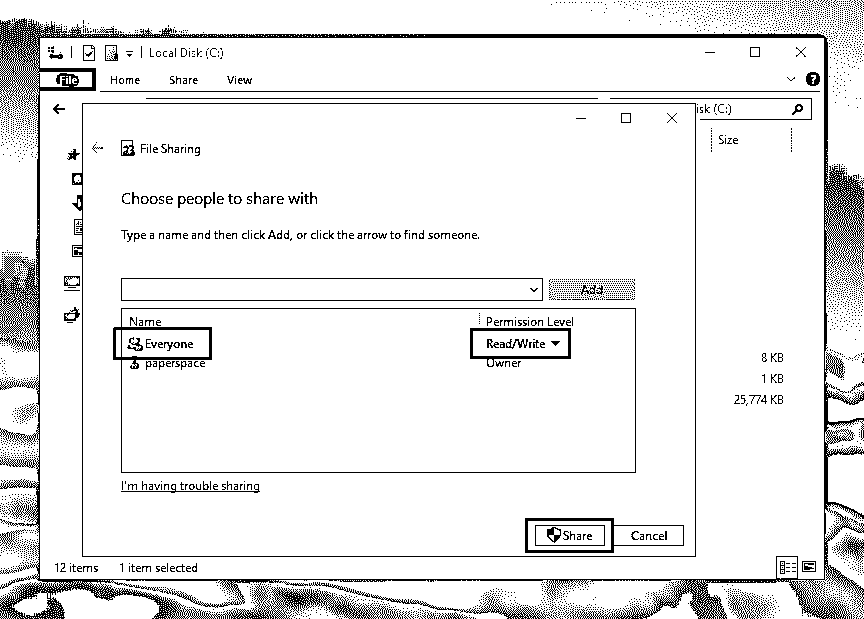 Local Disk (C:)
File Home Share View
isk (C:)
File Sharing
Size
Choose people to share with
Type a name and then click Add, or click the arrow to find someone.
Add
Name Permission Level
Everyone Read/Write
paperspace Owner
8 KB
1 KB
25,774 KB
I'm having trouble sharing
Share Cancel
12 items 1 item selected